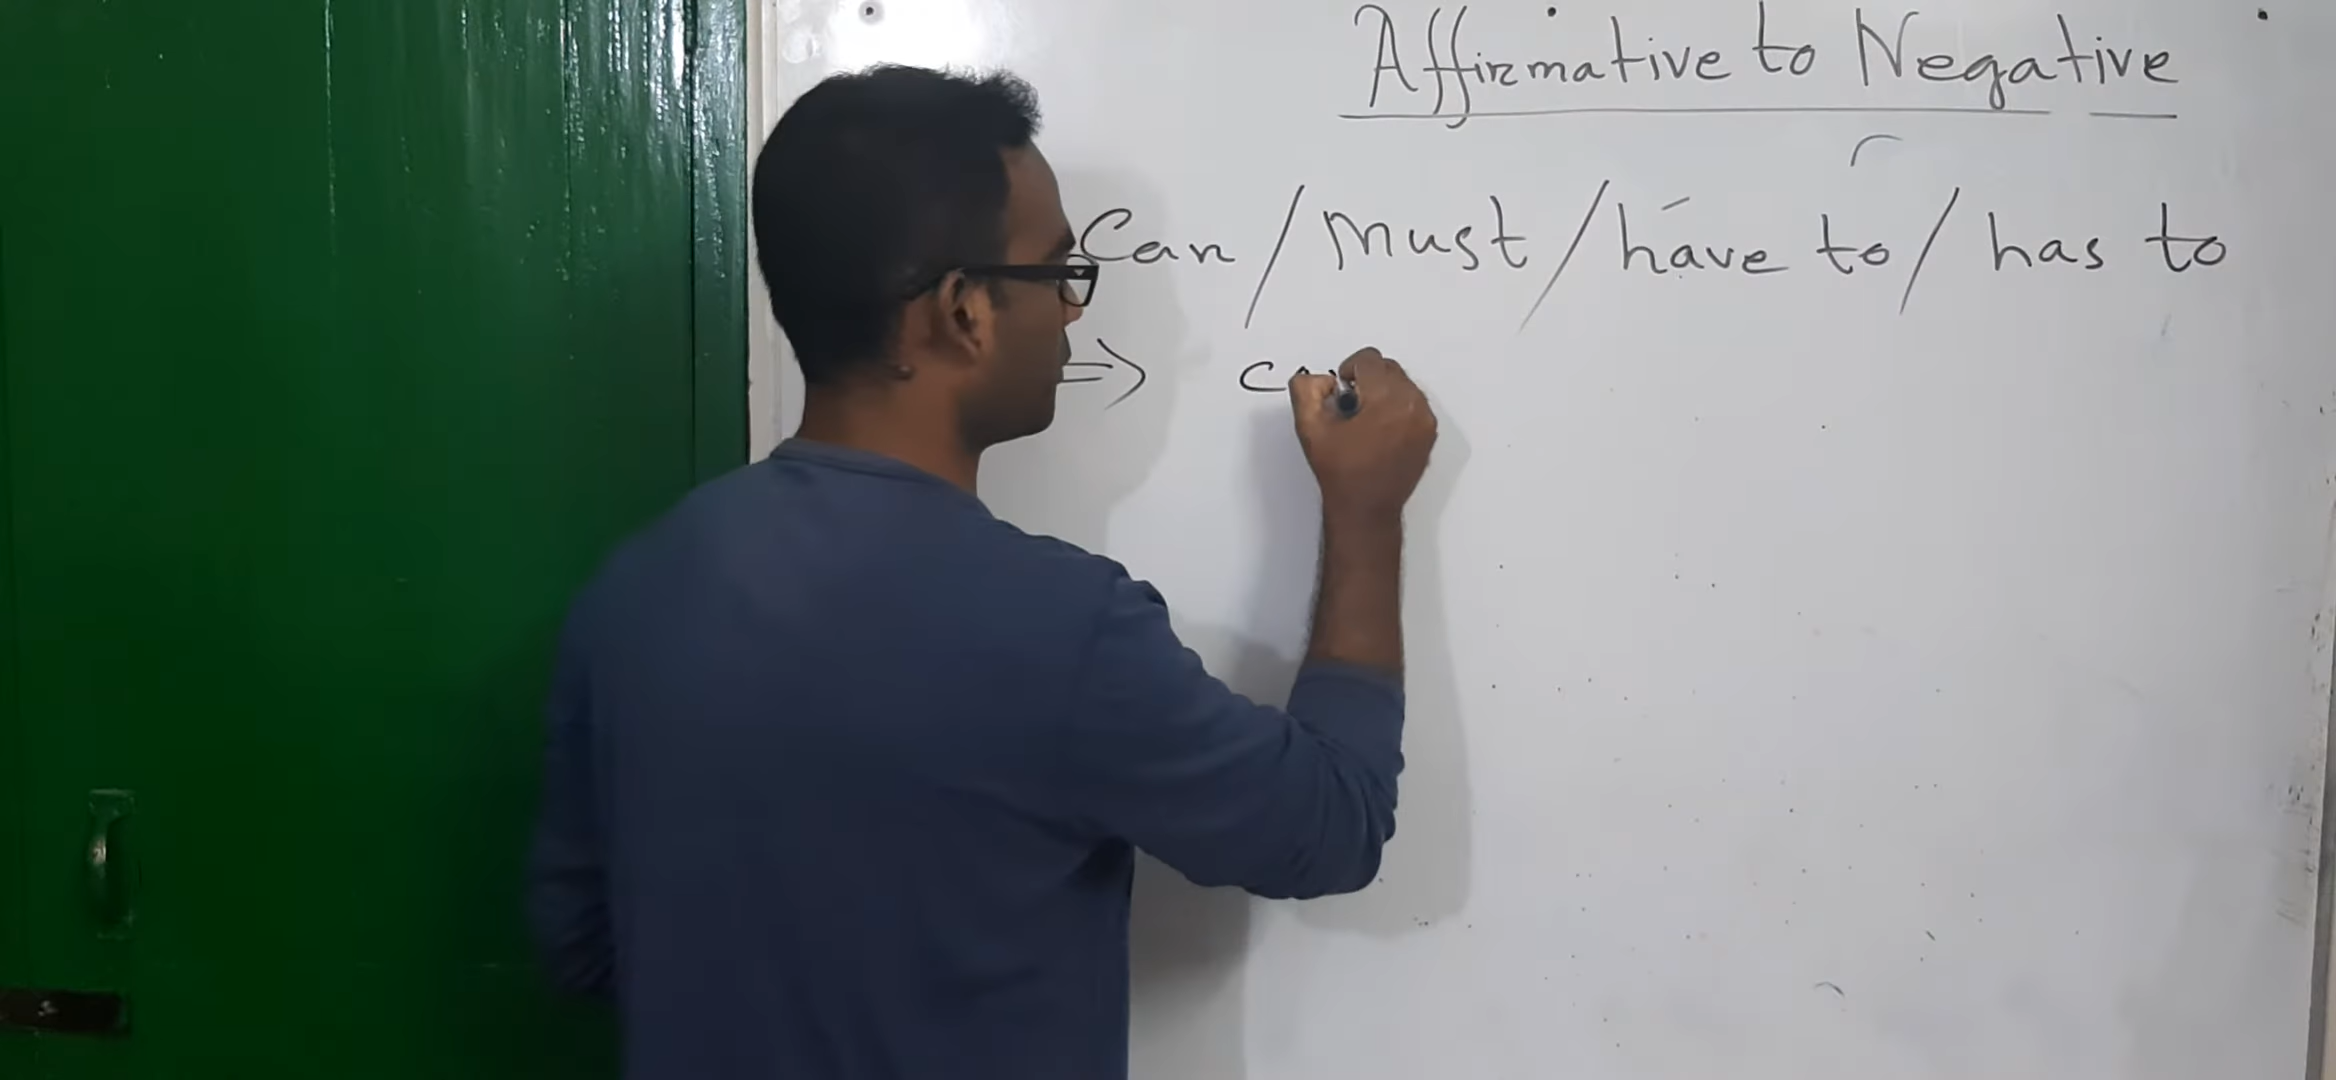 Affirmative to Negative
Can / Must / have to / has to
⇒